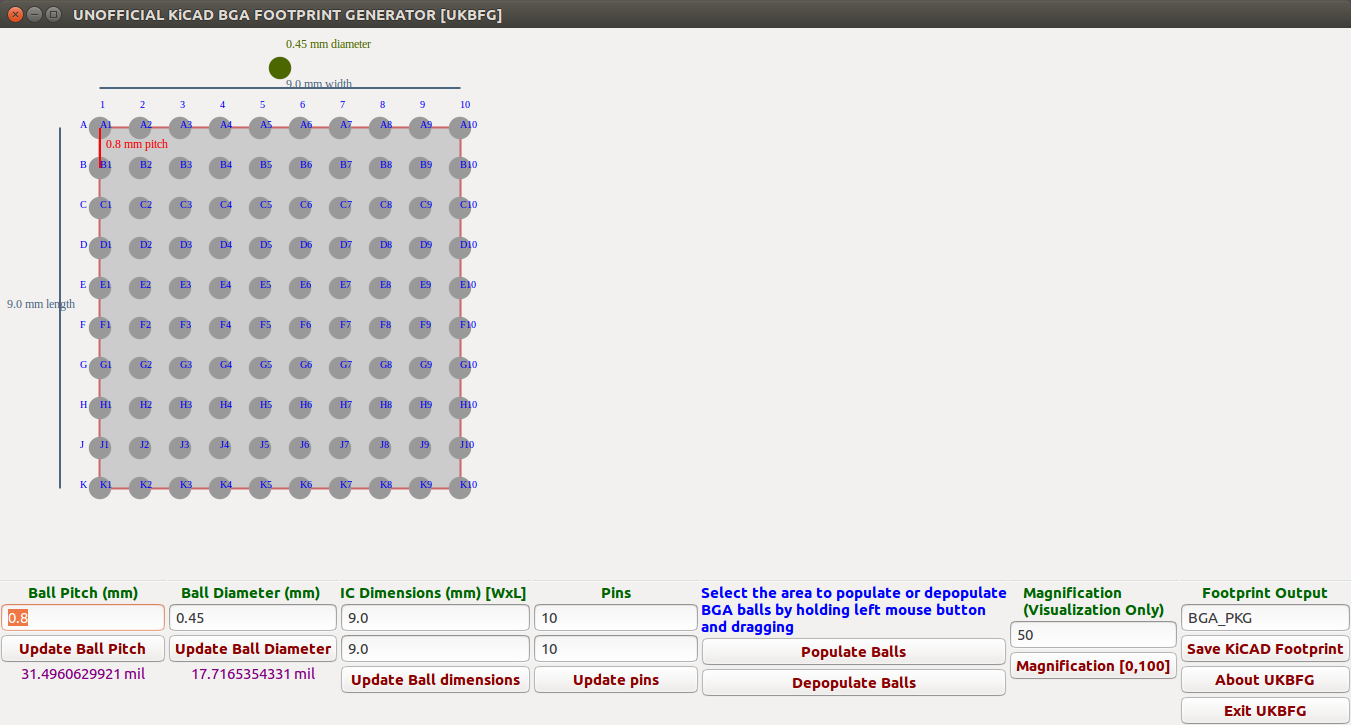 UNOFFICIAL KiCAD BGA FOOTPRINT GENERATOR [UKBFG]
0.45 mm diameter
9.0 mm width
1 2 3 4 5 6 7 8 9 10
A A1 A2 A3 A4 A5 A6 A7 A8 A9 A10
0.8 mm pitch
B B1 B2 B3 B4 B5 B6 B7 B8 B9 B10
C C1 C2 C3 C4 C5 C6 C7 C8 C9 C10
D D1 D2 D3 D4 D5 D6 D7 D8 D9 D10
E E1 E2 E3 E4 E5 E6 E7 E8 E9 E10
9.0 mm length
F F1 F2 F3 F4 F5 F6 F7 F8 F9 F10
G G1 G2 G3 G4 G5 G6 G7 G8 G9 G10
H H1 H2 H3 H4 H5 H6 H7 H8 H9 H10
J J1 J2 J3 J4 J5 J6 J7 J8 J9 J10
K K1 K2 K3 K4 K5 K6 K7 K8 K9 K10
Ball Pitch (mm)
0.8
Update Ball Pitch
31.4960629921 mil
Ball Diameter (mm)
0.45
Update Ball Diameter
17.7165354331 mil
IC Dimensions (mm) [WxL]
9.0
9.0
Update Ball dimensions
Pins
10
10
Update pins
Select the area to populate or depopulate
BGA balls by holding left mouse button
and dragging
Populate Balls
Depopulate Balls
Magnification
(Visualization Only)
50
Magnification [0,100]
Footprint Output
BGA_PKG
Save KiCAD Footprint
About UKBFG
Exit UKBFG